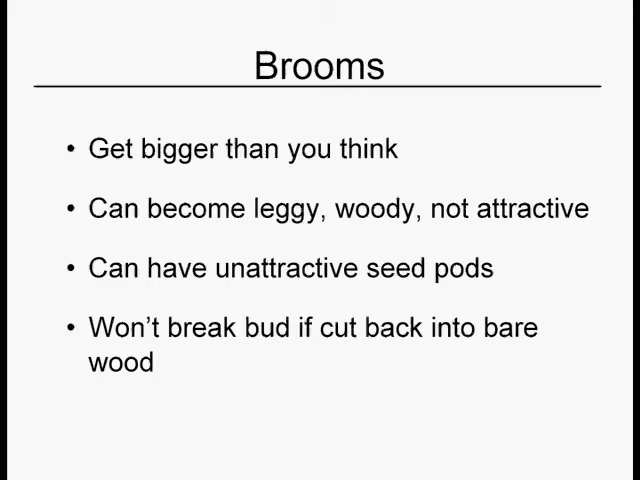 Brooms
• Get bigger than you think
• Can become leggy, woody, not attractive
• Can have unattractive seed pods
• Won't break bud if cut back into bare
wood